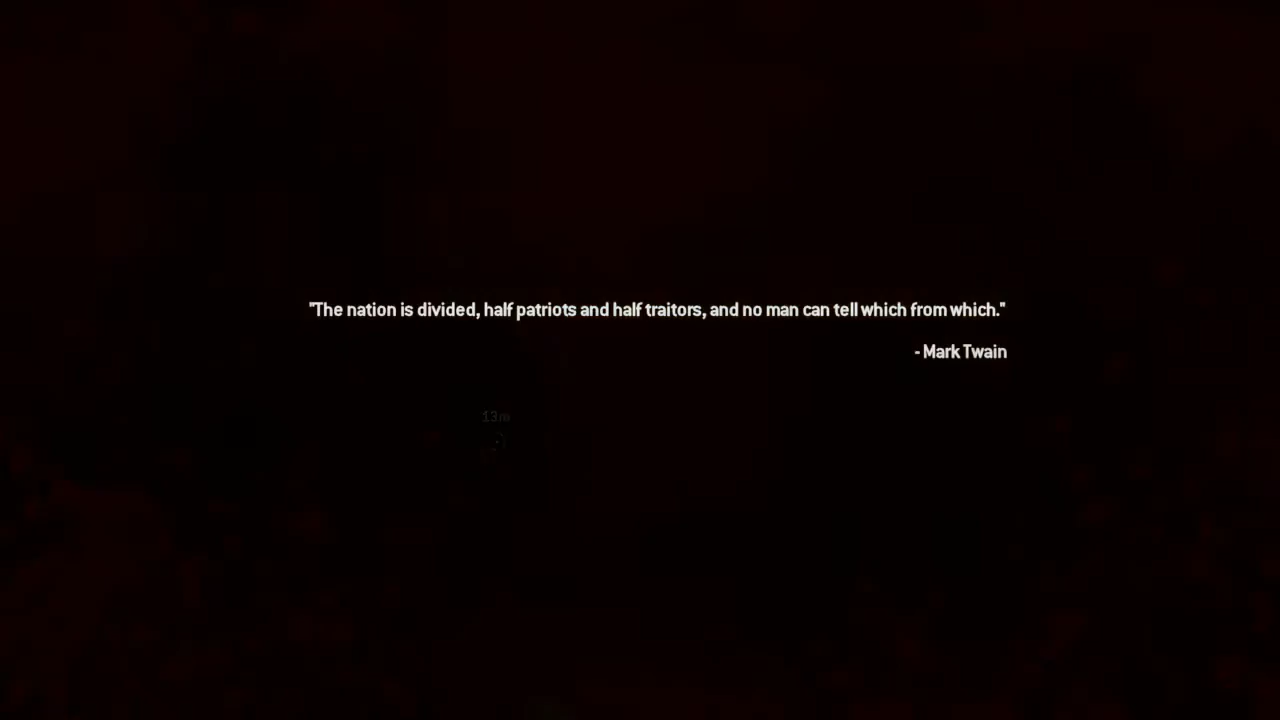 "The nation is divided, half patriots and half traitors, and no man can tell which from which."
- Mark Twain
13m